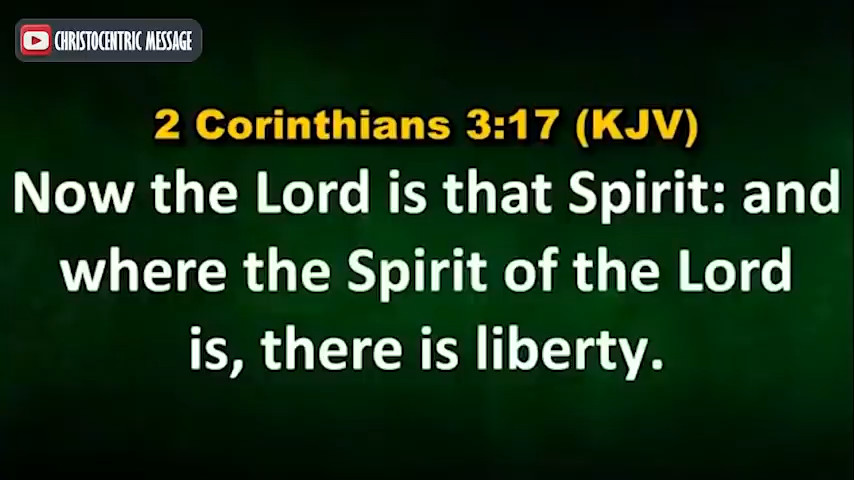 CHRISTOCENTRIC MESSAGE
2 Corinthians 3:17 (KJV)
Now the Lord is that Spirit: and
where the Spirit of the Lord
is, there is liberty.